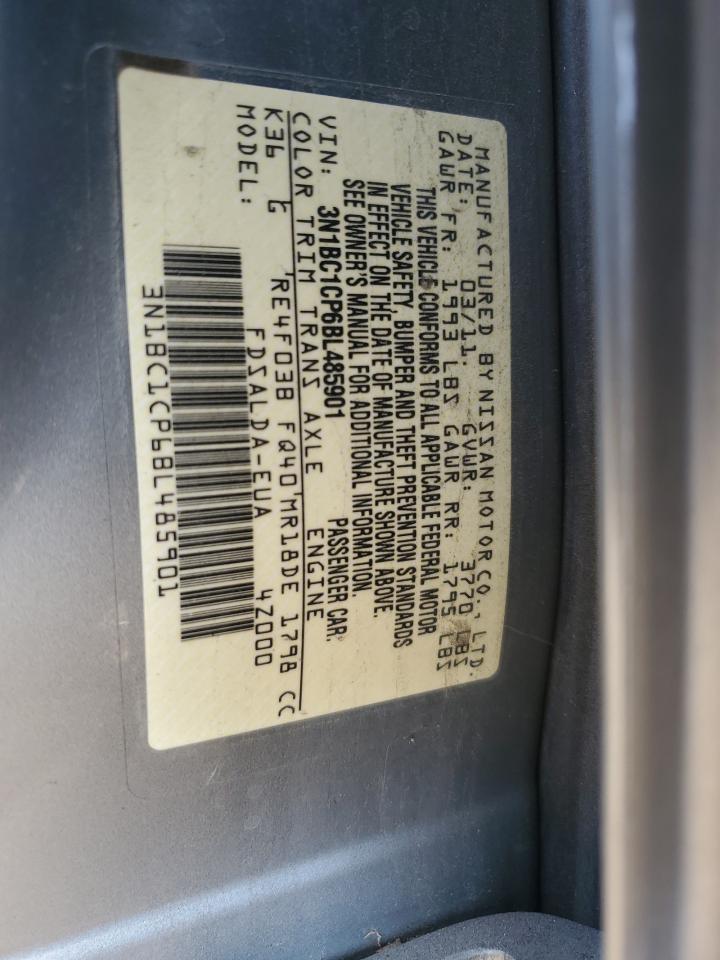 MANUFACTURED BY NISSAN MOTOR CO., LTD.
DATE: 03/11. GVWR: 3770 LBS
GAWR FR: 1993 LBS GAWR RR: 1795 LBS
THIS VEHICLE CONFORMS TO ALL APPLICABLE FEDERAL MOTOR
VEHICLE SAFETY, BUMPER AND THEFT PREVENTION STANDARDS
IN EFFECT ON THE DATE OF MANUFACTURE SHOWN ABOVE.
SEE OWNER'S MANUAL FOR ADDITIONAL INFORMATION.
VIN: 3N1BC1CP6BL485901 PASSENGER CAR.
COLOR TRIM TRANS AXLE ENGINE
K36 G RE4F03B FQ40 MR18DE 1798 CC
MODEL: FDSALDA-EUA 4Z000
3N1BC1CP6BL485901